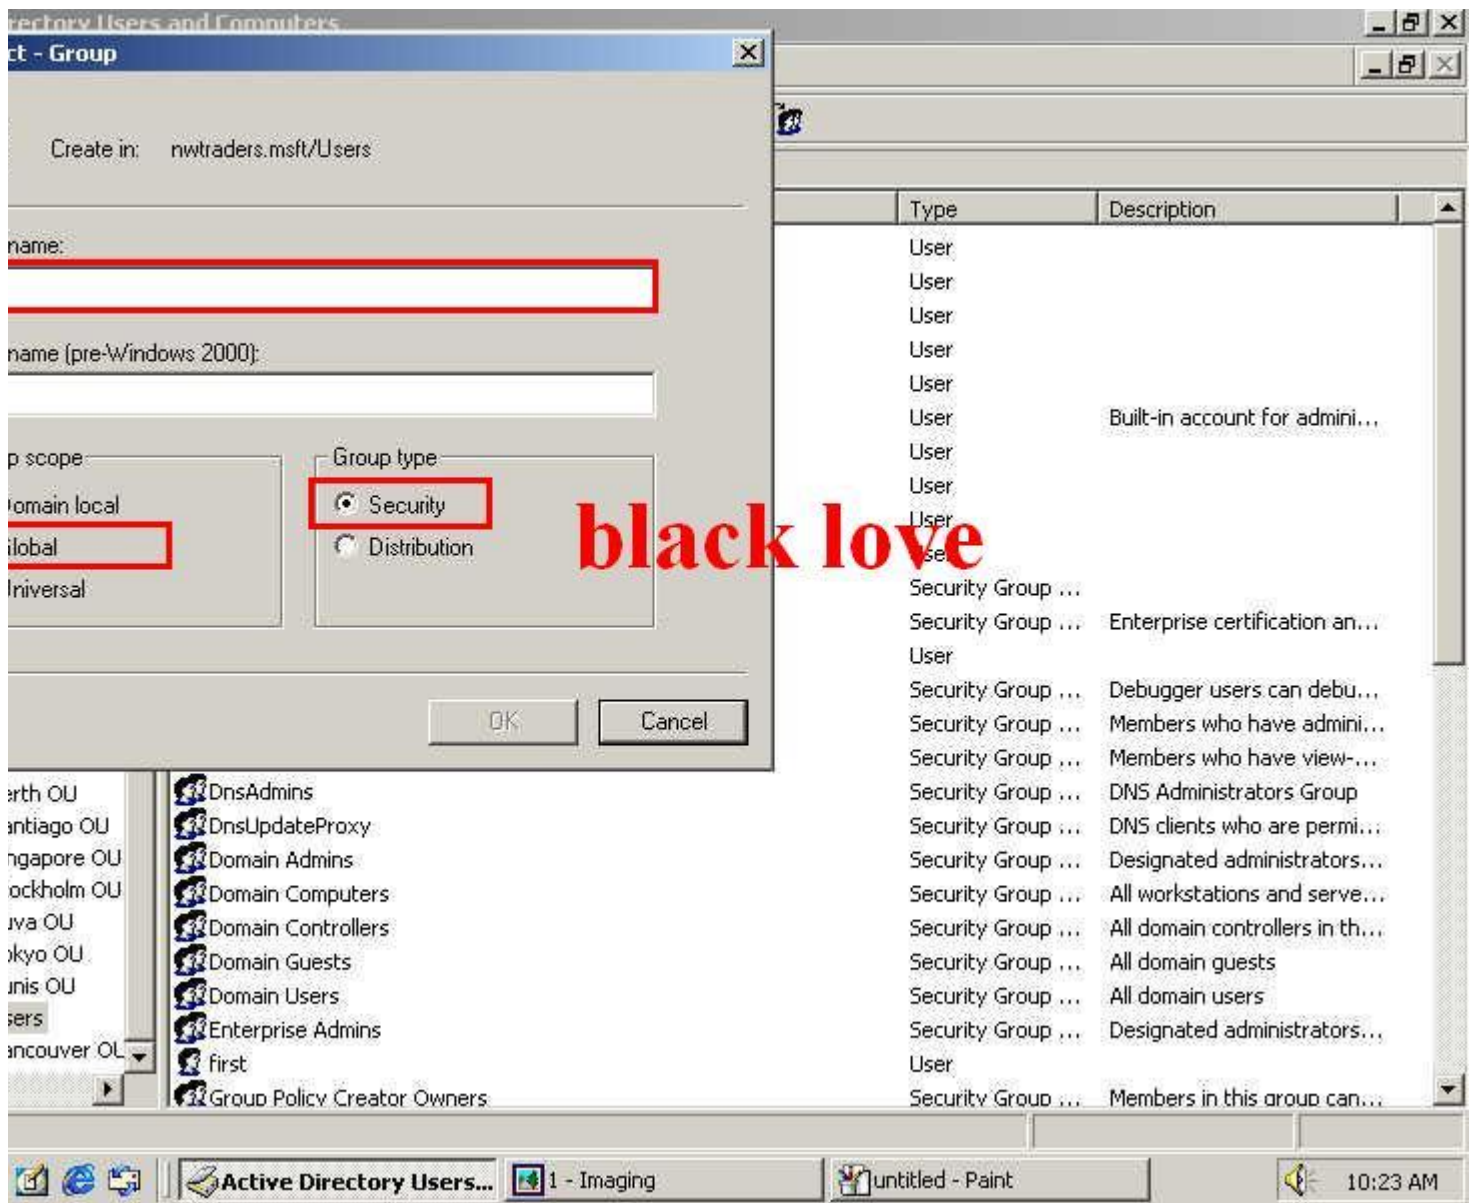 rectory Users and Computers
ct - Group
Create in: nwtraders.msft/Users
name:
name (pre-Windows 2000):
p scope
Group type
omain local
Security
lobal
Distribution
niversal
black love
OK
Cancel
Type Description
User
User
User
User
User
User Built-in account for admini...
User
User
User
User
Security Group ...
Security Group ... Enterprise certification an...
User
Security Group ... Debugger users can debu...
Security Group ... Members who have admini...
Security Group ... Members who have view-...
erth OU
antiago OU
ngapore OU
ockholm OU
uva OU
okyo OU
unis OU
sers
ancouver OU
DnsAdmins Security Group ... DNS Administrators Group
DnsUpdateProxy Security Group ... DNS clients who are permi...
Domain Admins Security Group ... Designated administrators...
Domain Computers Security Group ... All workstations and serve...
Domain Controllers Security Group ... All domain controllers in th...
Domain Guests Security Group ... All domain guests
Domain Users Security Group ... All domain users
Enterprise Admins Security Group ... Designated administrators...
first User
Group Policy Creator Owners Security Group ... Members in this group can...
Active Directory Users...
1 - Imaging
untitled - Paint
10:23 AM